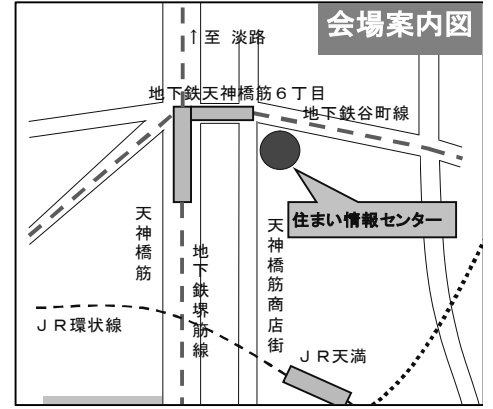 会場案内図
↑至 淡路
地下鉄天神橋筋６丁目
地下鉄谷町線
住まい情報センター
天神橋筋
地下鉄堺筋線
天神橋筋商店街
ＪＲ環状線
ＪＲ天満